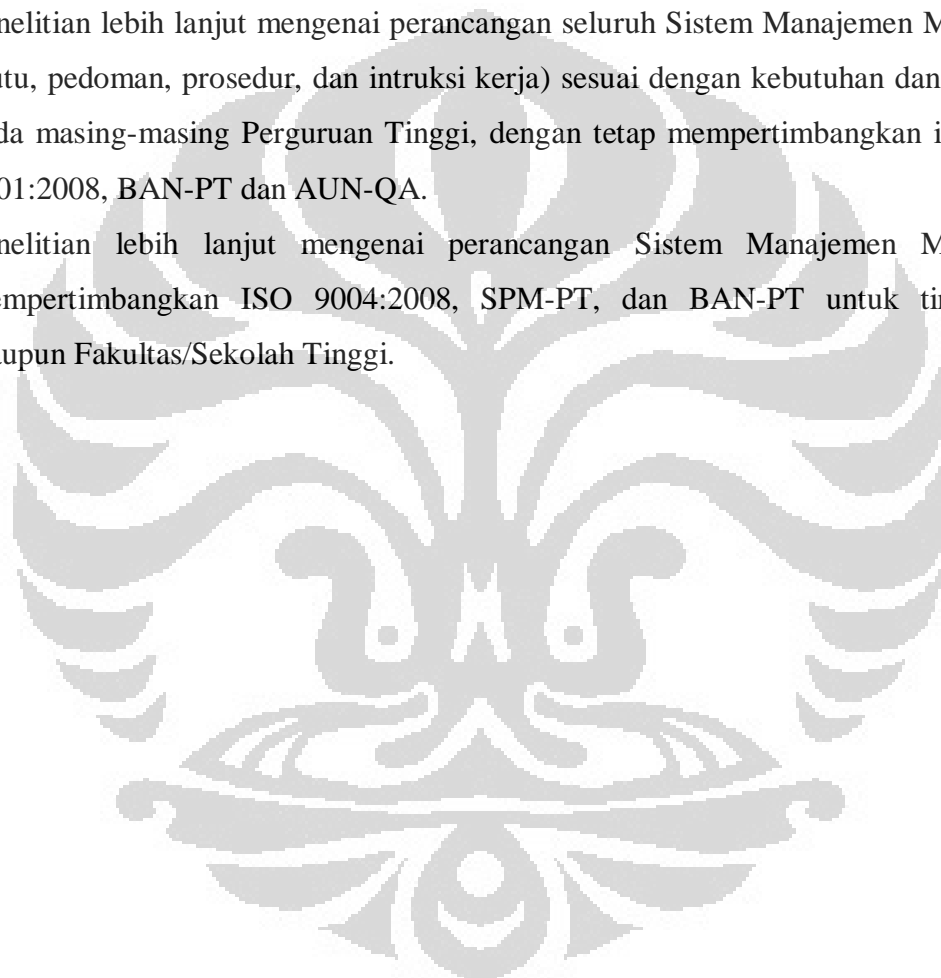 nelitian lebih lanjut mengenai perancangan seluruh Sistem Manajemen M
utu, pedoman, prosedur, dan intruksi kerja) sesuai dengan kebutuhan dan
da masing-masing Perguruan Tinggi, dengan tetap mempertimbangkan i
01:2008, BAN-PT dan AUN-QA.
nelitian lebih lanjut mengenai perancangan Sistem Manajemen M
empertimbangkan ISO 9004:2008, SPM-PT, dan BAN-PT untuk tin
aupun Fakultas/Sekolah Tinggi.